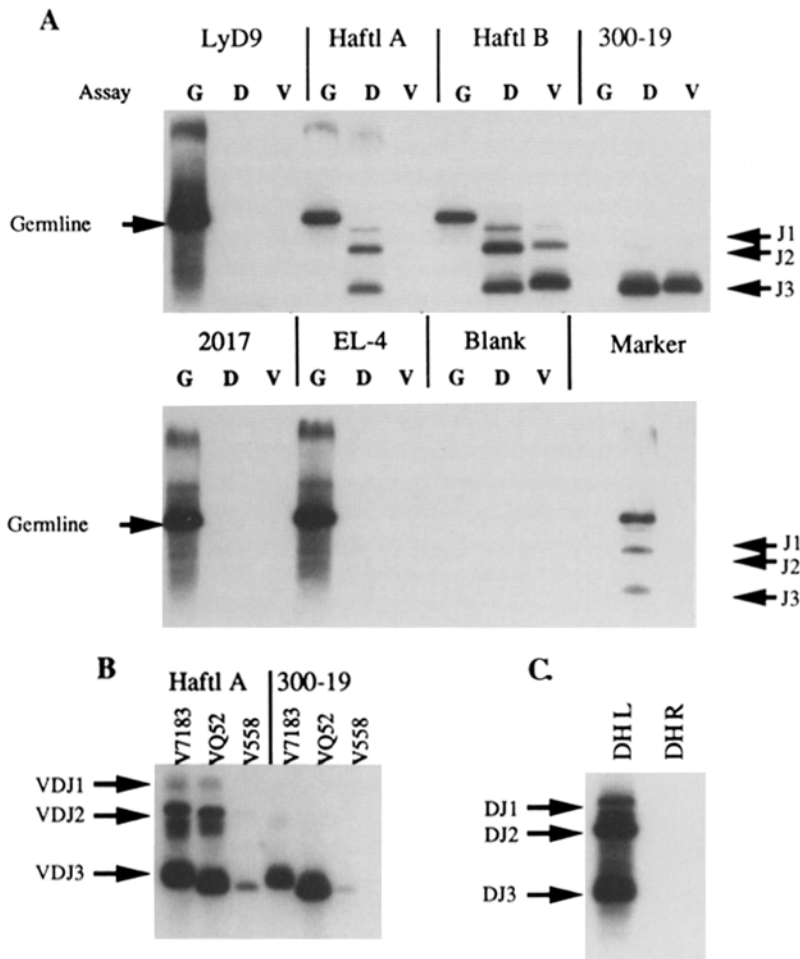 A
LyD9 Haftl A Haftl B 300-19
Assay G D V G D V G D V G D V
Germline
J1
J2
J3
2017 EL-4 Blank Marker
G D V G D V G D V
Germline
J1
J2
J3
B
Haftl A 300-19
V7183 VQ52 V558 V7183 VQ52 V558
VDJ1
VDJ2
VDJ3
C.
DH L DH R
DJ1
DJ2
DJ3